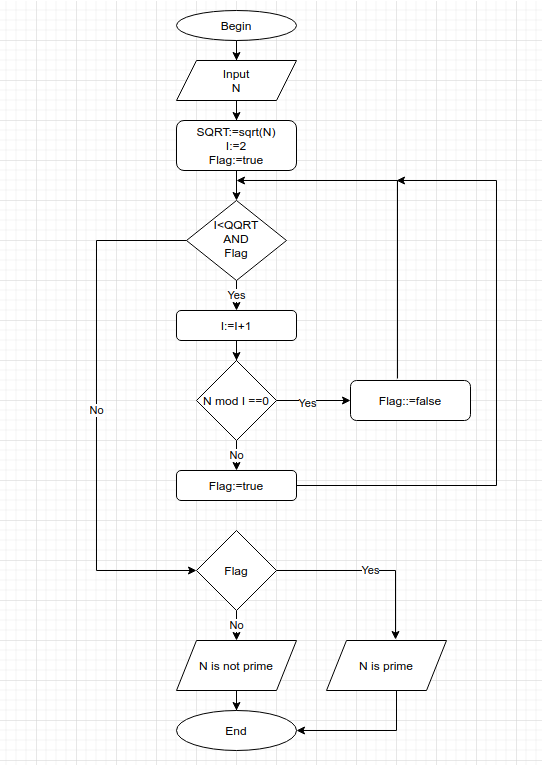 Begin
Input
N
SQRT:=sqrt(N)
I:=2
Flag:=true
I<QQRT
AND
Flag
Yes
I:=I+1
N mod I ==0
Yes
Flag::=false
No
No
Flag:=true
Flag
Yes
No
N is not prime
N is prime
End